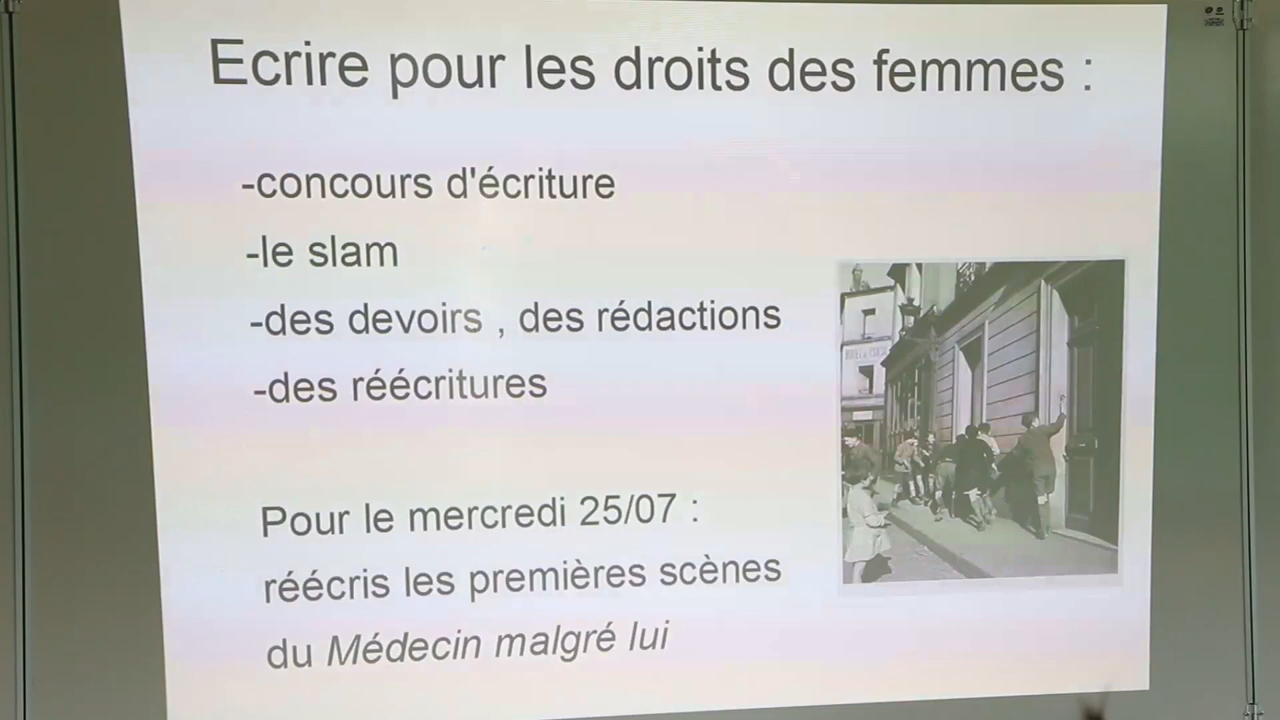 Ecrire pour les droits des femmes :
-concours d'écriture
-le slam
-des devoirs , des rédactions
-des réécritures
Pour le mercredi 25/07 :
réécris les premières scènes
du Médecin malgré lui